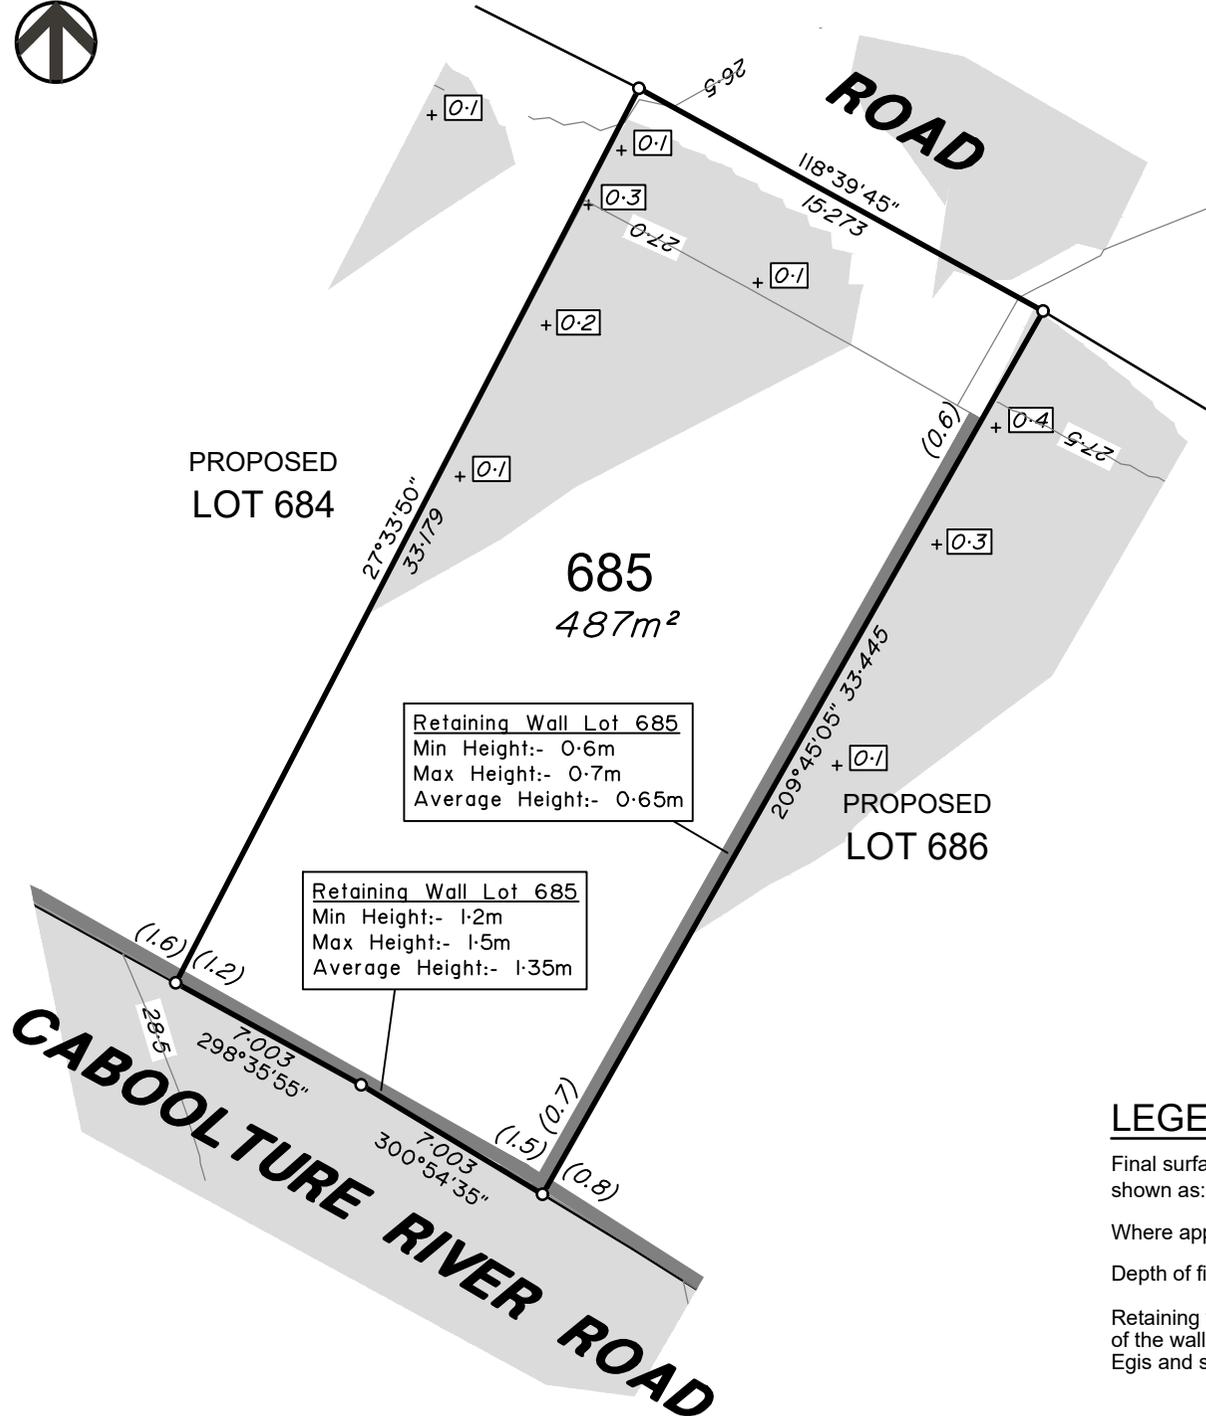 26·5
ROAD
0·1
0·1
118°39'45"
15·273
0·3
27·0
0·1
0·2
(0.6)
0·4
27·5
PROPOSED
LOT 684
0·1
27°33'50"
33·179
0·3
685
487m²
209°45'05" 33·445
Retaining Wall Lot 685
Min Height:- 0·6m
Max Height:- 0·7m
Average Height:- 0·65m
0·1
PROPOSED
LOT 686
Retaining Wall Lot 685
Min Height:- 1·2m
Max Height:- 1·5m
Average Height:- 1·35m
(1.6) (1.2)
28·5
7·003
298°35'55"
7·003
300°54'35"
(1.5) (0.7)
(0.8)
CABOOLTURE RIVER ROAD
LEGE
Final surfa
shown as:
Where app
Depth of fi
Retaining
of the wall
Egis and s